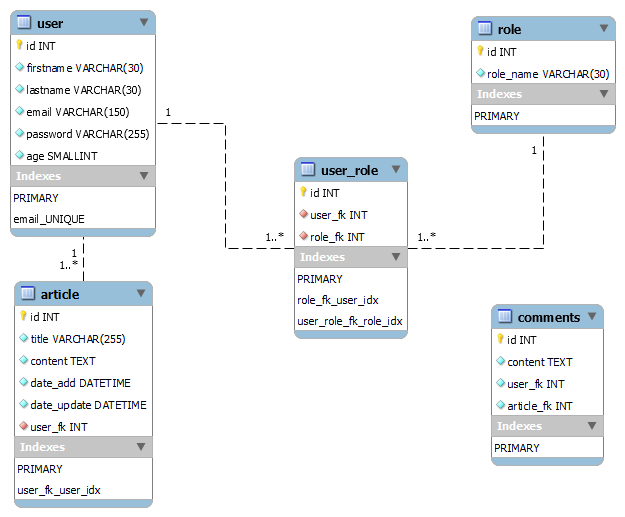 user
id INT
firstname VARCHAR(30)
lastname VARCHAR(30)
email VARCHAR(150)
password VARCHAR(255)
age SMALLINT
Indexes
PRIMARY
email_UNIQUE
1
1..*
1
1..*
article
id INT
title VARCHAR(255)
content TEXT
date_add DATETIME
date_update DATETIME
user_fk INT
Indexes
PRIMARY
user_fk_user_idx
user_role
id INT
user_fk INT
role_fk INT
Indexes
PRIMARY
role_fk_user_idx
user_role_fk_role_idx
role
id INT
role_name VARCHAR(30)
Indexes
PRIMARY
1
1..*
comments
id INT
content TEXT
user_fk INT
article_fk INT
Indexes
PRIMARY